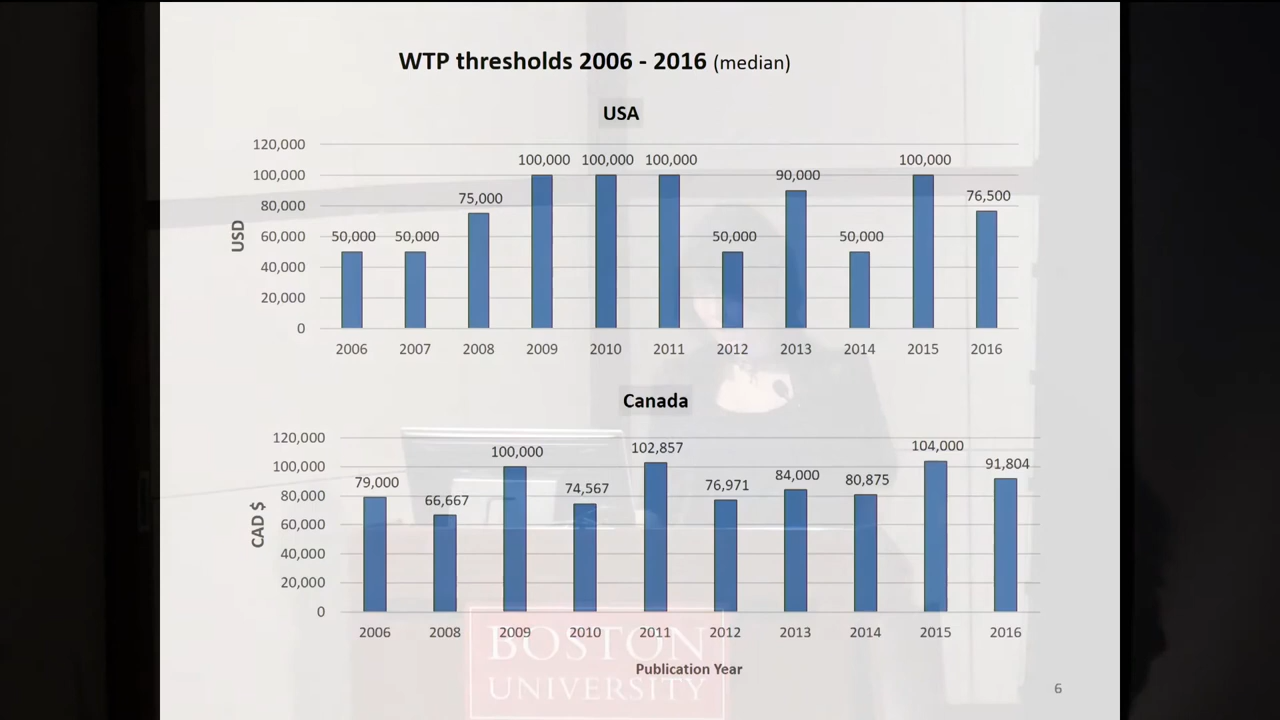 WTP thresholds 2006 - 2016 (median)
USA
USD
120,000
100,000
80,000
60,000
40,000
20,000
0
50,000 50,000 75,000 100,000 100,000 100,000 50,000 90,000 50,000 100,000 76,500
2006 2007 2008 2009 2010 2011 2012 2013 2014 2015 2016
Canada
CAD $
120,000
100,000
80,000
60,000
40,000
20,000
0
79,000 66,667 100,000 74,567 102,857 76,971 84,000 80,875 104,000 91,804
2006 2008 2009 2010 2011 2012 2013 2014 2015 2016
BOSTON
Publication Year
UNIVERSITY
6